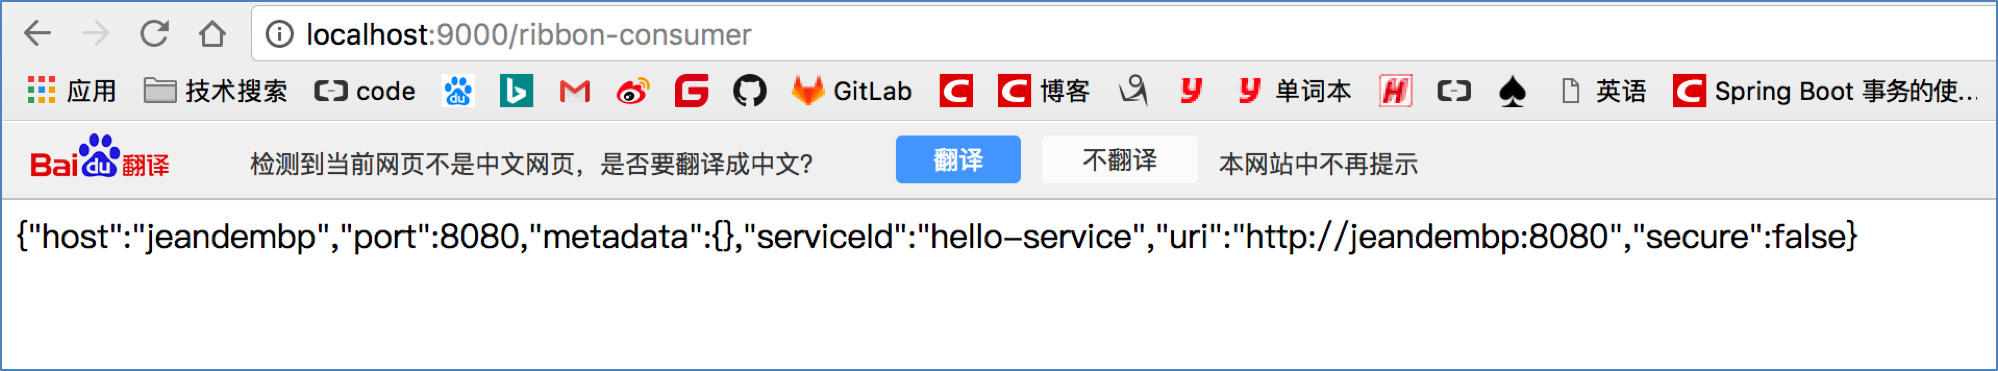 localhost:9000/ribbon-consumer
应用 技术搜索 code GitLab 博客 单词本 英语 Spring Boot 事务的使...
Bai du 翻译 检测到当前网页不是中文网页，是否要翻译成中文? 翻译 不翻译 本网站中不再提示
{"host":"jeandembp","port":8080,"metadata":{},"serviceId":"hello-service","uri":"http://jeandembp:8080","secure":false}